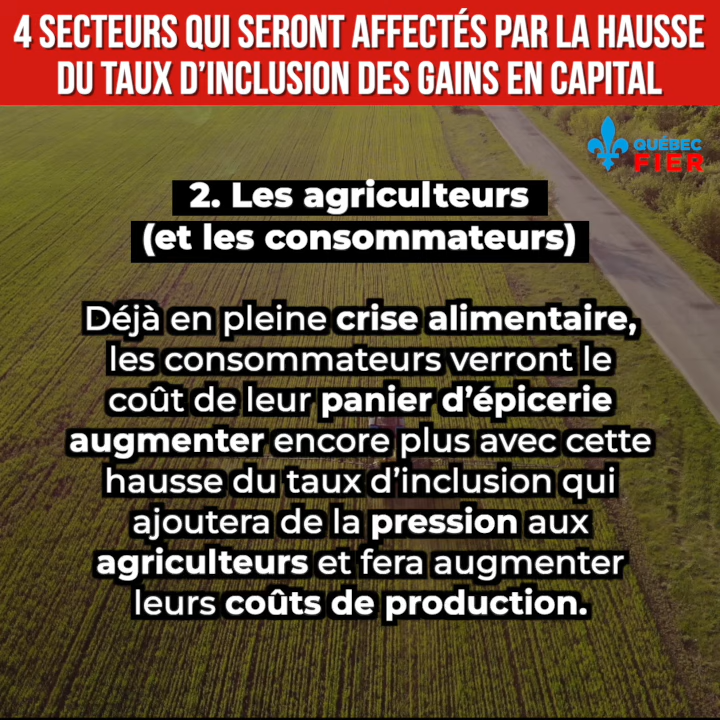 4 SECTEURS QUI SERONT AFFECTÉS PAR LA HAUSSE
DU TAUX D'INCLUSION DES GAINS EN CAPITAL
QUÉBEC
FIER
2. Les agriculteurs
(et les consommateurs)
Déjà en pleine crise alimentaire,
les consommateurs verront le
coût de leur panier d'épicerie
augmenter encore plus avec cette
hausse du taux d'inclusion qui
ajoutera de la pression aux
agriculteurs et fera augmenter
leurs coûts de production.